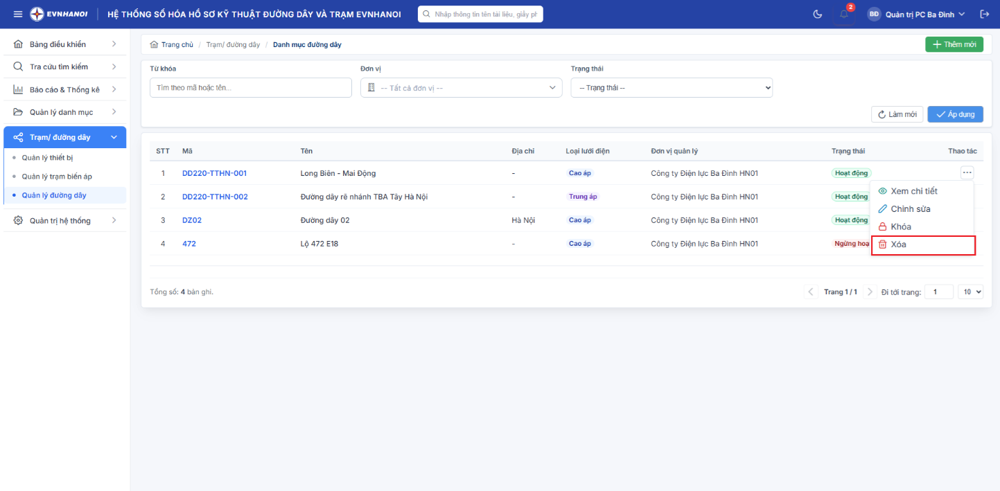 EVNHANOI
HỆ THỐNG SỐ HÓA HỒ SƠ KỸ THUẬT ĐƯỜNG DÂY VÀ TRẠM EVNHANOI
Nhập thông tin tên tài liệu, giấy ph
2
BĐ Quản trị PC Ba Đình
Bảng điều khiển
Tra cứu tìm kiếm
Báo cáo & Thống kê
Quản lý danh mục
Trạm/ đường dây
Quản lý thiết bị
Quản lý trạm biến áp
Quản lý đường dây
Quản trị hệ thống
Trang chủ / Trạm/ đường dây / Danh mục đường dây
Thêm mới
Từ khóa Đơn vị Trạng thái
Tìm theo mã hoặc tên... -- Tất cả đơn vị -- -- Trạng thái --
Làm mới Áp dụng
STT Mã Tên Địa chỉ Loại lưới điện Đơn vị quản lý Trạng thái Thao tác
1 DD220-TTHN-001 Long Biên - Mai Động - Cao áp Công ty Điện lực Ba Đình HN01 Hoạt động ...
2 DD220-TTHN-002 Đường dây rẽ nhánh TBA Tây Hà Nội - Trung áp Công ty Điện lực Ba Đình HN01 Hoạt động
3 DZ02 Đường dây 02 Hà Nội Cao áp Công ty Điện lực Ba Đình HN01 Hoạt động
4 472 Lộ 472 E18 - Cao áp Công ty Điện lực Ba Đình HN01 Ngừng hoạ
Xem chi tiết
Chỉnh sửa
Khóa
Xóa
Tổng số: 4 bản ghi.
Trang 1 / 1 Đi tới trang: 1 10